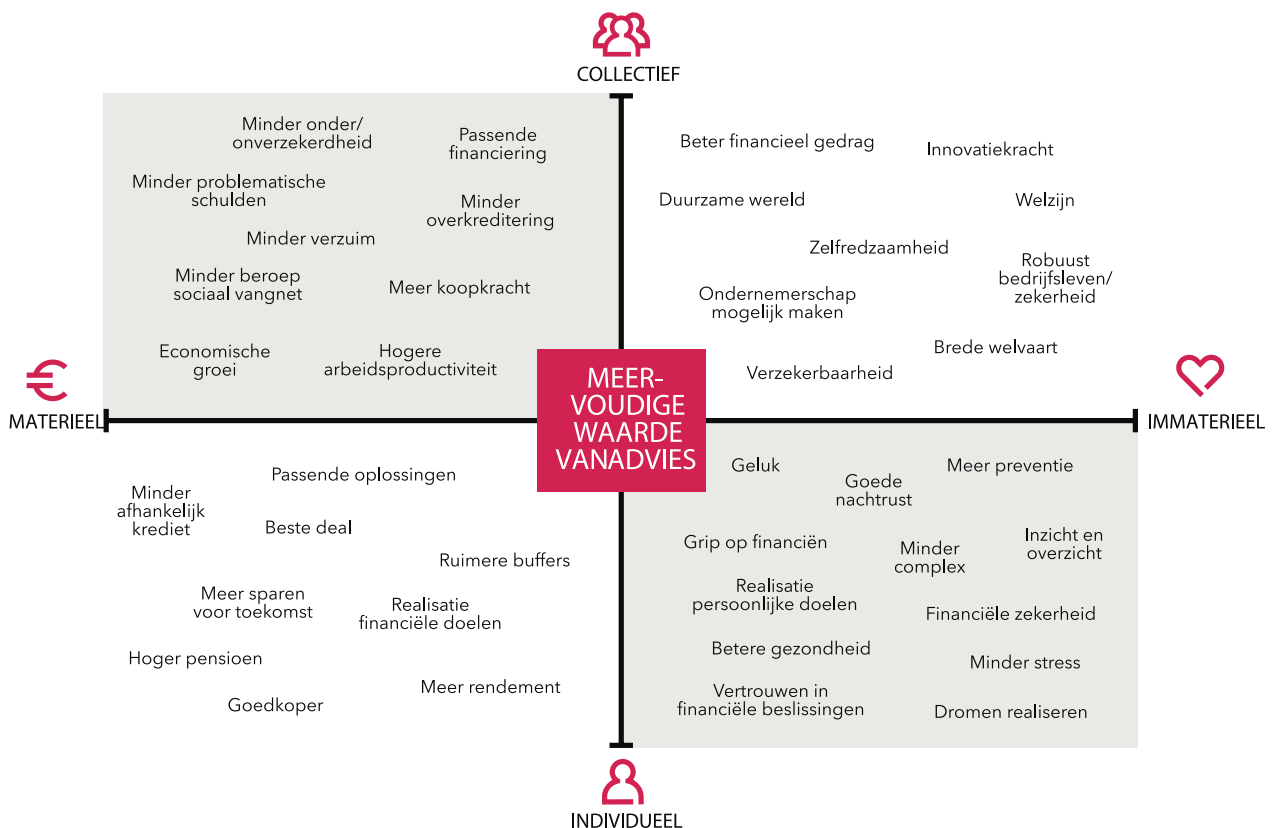 COLLECTIEF
Minder onder/
onverzekerdheid
Passende
financiering
Minder problematische
schulden
Minder
overkreditering
Minder verzuim
Minder beroep
sociaal vangnet
Meer koopkracht
Economische
groei
Hogere
arbeidsproductiviteit
Beter financieel gedrag
Innovatiekracht
Duurzame wereld
Welzijn
Zelfredzaamheid
Robuust
bedrijfsleven/
zekerheid
Ondernemerschap
mogelijk maken
Brede welvaart
Verzekerbaarheid
MATERIEEL
MEER-
VOUDIGE
WAARDE
VANADVIES
IMMATERIEEL
Passende oplossingen
Minder
afhankelijk
krediet
Beste deal
Ruimere buffers
Meer sparen
voor toekomst
Realisatie
financiële doelen
Hoger pensioen
Meer rendement
Goedkoper
Geluk
Goede
nachtrust
Meer preventie
Grip op financiën
Minder
complex
Inzicht en
overzicht
Realisatie
persoonlijke doelen
Financiële zekerheid
Betere gezondheid
Minder stress
Vertrouwen in
financiële beslissingen
Dromen realiseren
INDIVIDUEEL